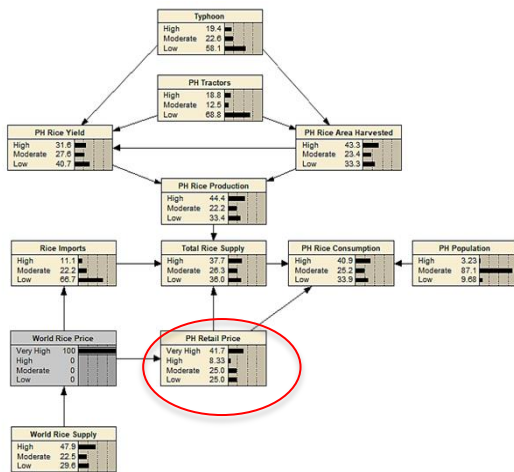 Typhoon
High 19.4
Moderate 22.6
Low 58.1
PH Tractors
High 18.8
Moderate 12.5
Low 68.8
PH Rice Yield
High 31.6
Moderate 27.6
Low 40.7
PH Rice Area Harvested
High 43.3
Moderate 23.4
Low 33.3
PH Rice Production
High 44.4
Moderate 22.2
Low 33.4
Rice Imports
High 11.1
Moderate 22.2
Low 66.7
Total Rice Supply
High 37.7
Moderate 26.3
Low 36.0
PH Rice Consumption
High 40.9
Moderate 25.2
Low 33.9
PH Population
High 3.23
Moderate 87.1
Low 9.68
World Rice Price
Very High 100
High 0
Moderate 0
Low 0
PH Retail Price
Very High 41.7
High 8.33
Moderate 25.0
Low 25.0
World Rice Supply
High 47.9
Moderate 22.5
Low 29.6